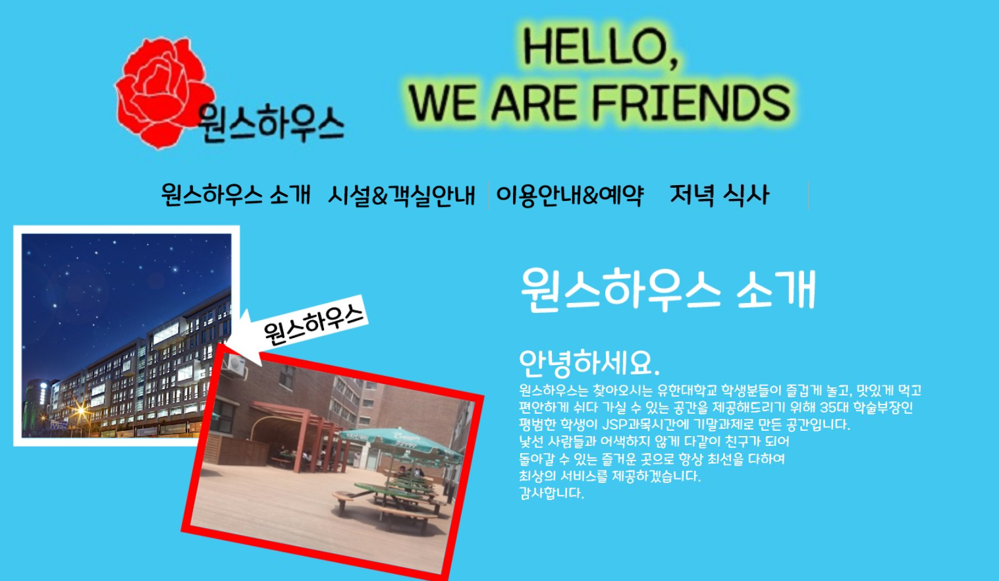 원스하우스
HELLO,
WE ARE FRIENDS
원스하우스 소개 시설&객실안내 이용안내&예약 저녁 식사
원스하우스
원스하우스 소개
안녕하세요.
원스하우스는 찾아오시는 유한대학교 학생분들이 즐겁게 놀고, 맛있게 먹고
편안하게 쉬다 가실 수 있는 공간을 제공해드리기 위해 35대 학술부장인
평범한 학생이 JSP과목시간에 기말과제로 만든 공간입니다.
낯선 사람들과 어색하지 않게 다같이 친구가 되어
돌아갈 수 있는 즐거운 곳으로 항상 최선을 다하여
최상의 서비스를 제공하겠습니다.
감사합니다.